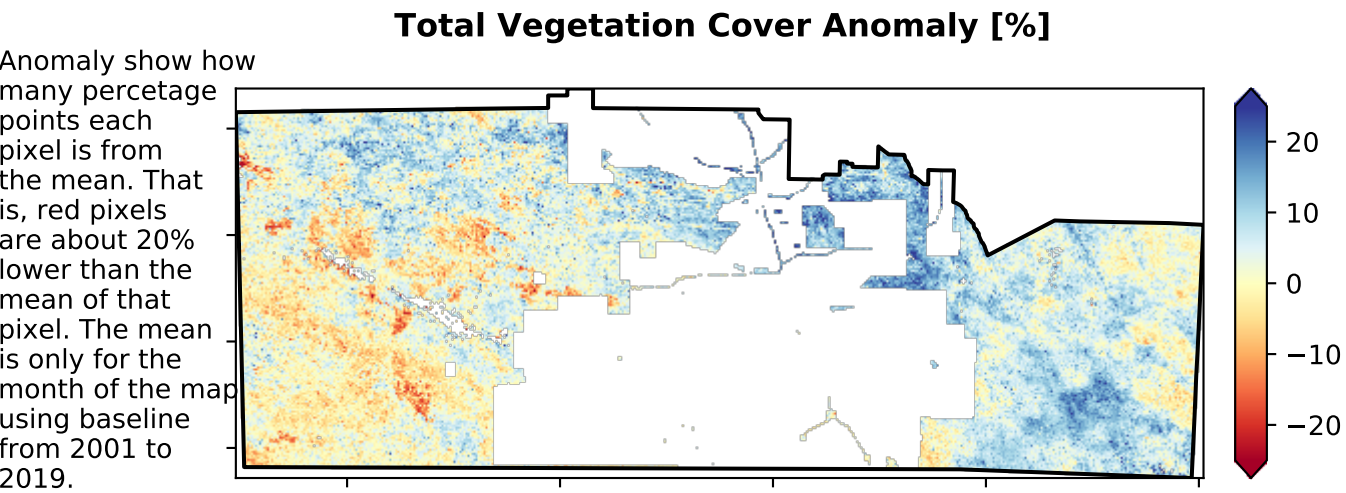 Total Vegetation Cover Anomaly [%]
Anomaly show how
many percetage
points each
pixel is from
the mean. That
is, red pixels
are about 20%
lower than the
mean of that
pixel. The mean
is only for the
month of the map
using baseline
from 2001 to
2019.
20
10
0
−10
−20